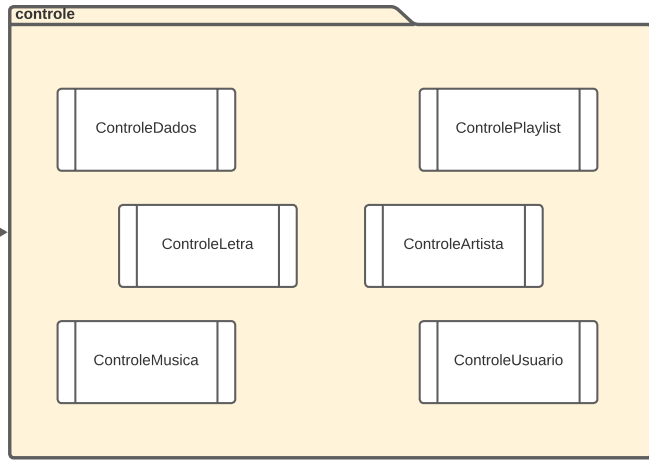 controle
ControleDados
ControlePlaylist
ControleLetra
ControleArtista
ControleMusica
ControleUsuario